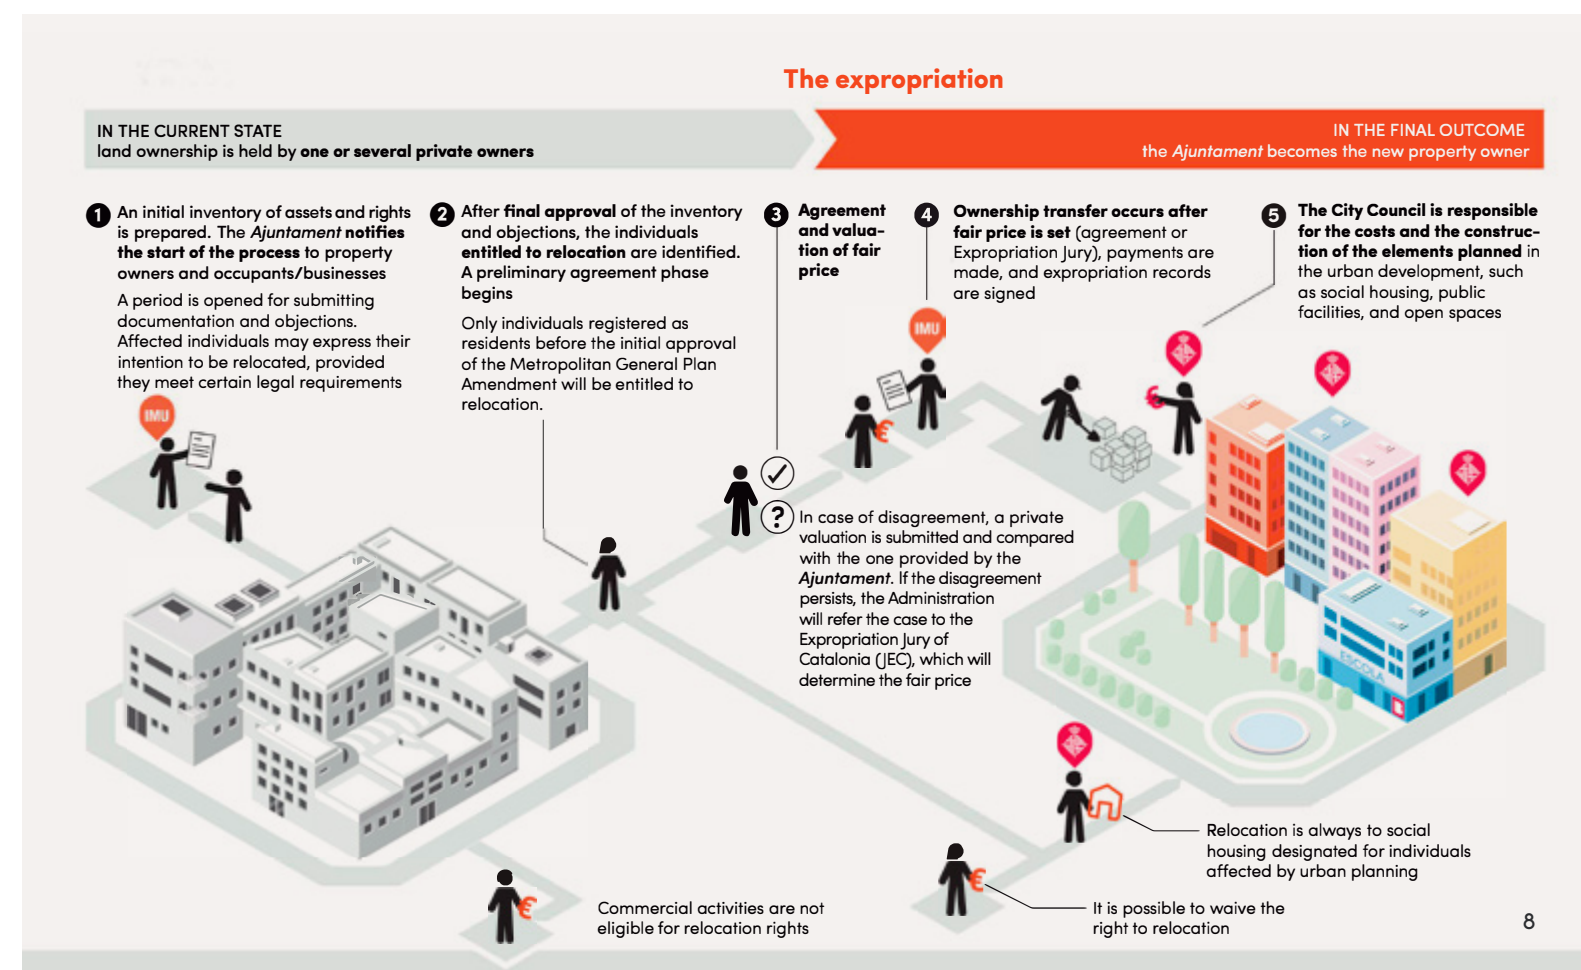 The expropriation
IN THE CURRENT STATE
land ownership is held by one or several private owners
IN THE FINAL OUTCOME
the Ajuntament becomes the new property owner
1
An initial inventory of assets and rights
is prepared. The Ajuntament notifies
the start of the process to property
owners and occupants/businesses
A period is opened for submitting
documentation and objections.
Affected individuals may express their
intention to be relocated, provided
they meet certain legal requirements
2
After final approval of the inventory
and objections, the individuals
entitled to relocation are identified.
A preliminary agreement phase
begins
Only individuals registered as
residents before the initial approval
of the Metropolitan General Plan
Amendment will be entitled to
relocation.
3
Agreement
and valua-
tion of fair
price
4
Ownership transfer occurs after
fair price is set (agreement or
Expropriation Jury), payments are
made, and expropriation records
are signed
5
The City Council is responsible
for the costs and the construc-
tion of the elements planned in
the urban development, such
as social housing, public
facilities, and open spaces
IMU
IMU
€
€
?
In case of disagreement, a private
valuation is submitted and compared
with the one provided by the
Ajuntament. If the disagreement
persists, the Administration
will refer the case to the
Expropriation Jury of
Catalonia (JEC), which will
determine the fair price
ESCOLA
Relocation is always to social
housing designated for individuals
affected by urban planning
€
It is possible to waive the
right to relocation
€
Commercial activities are not
eligible for relocation rights
8